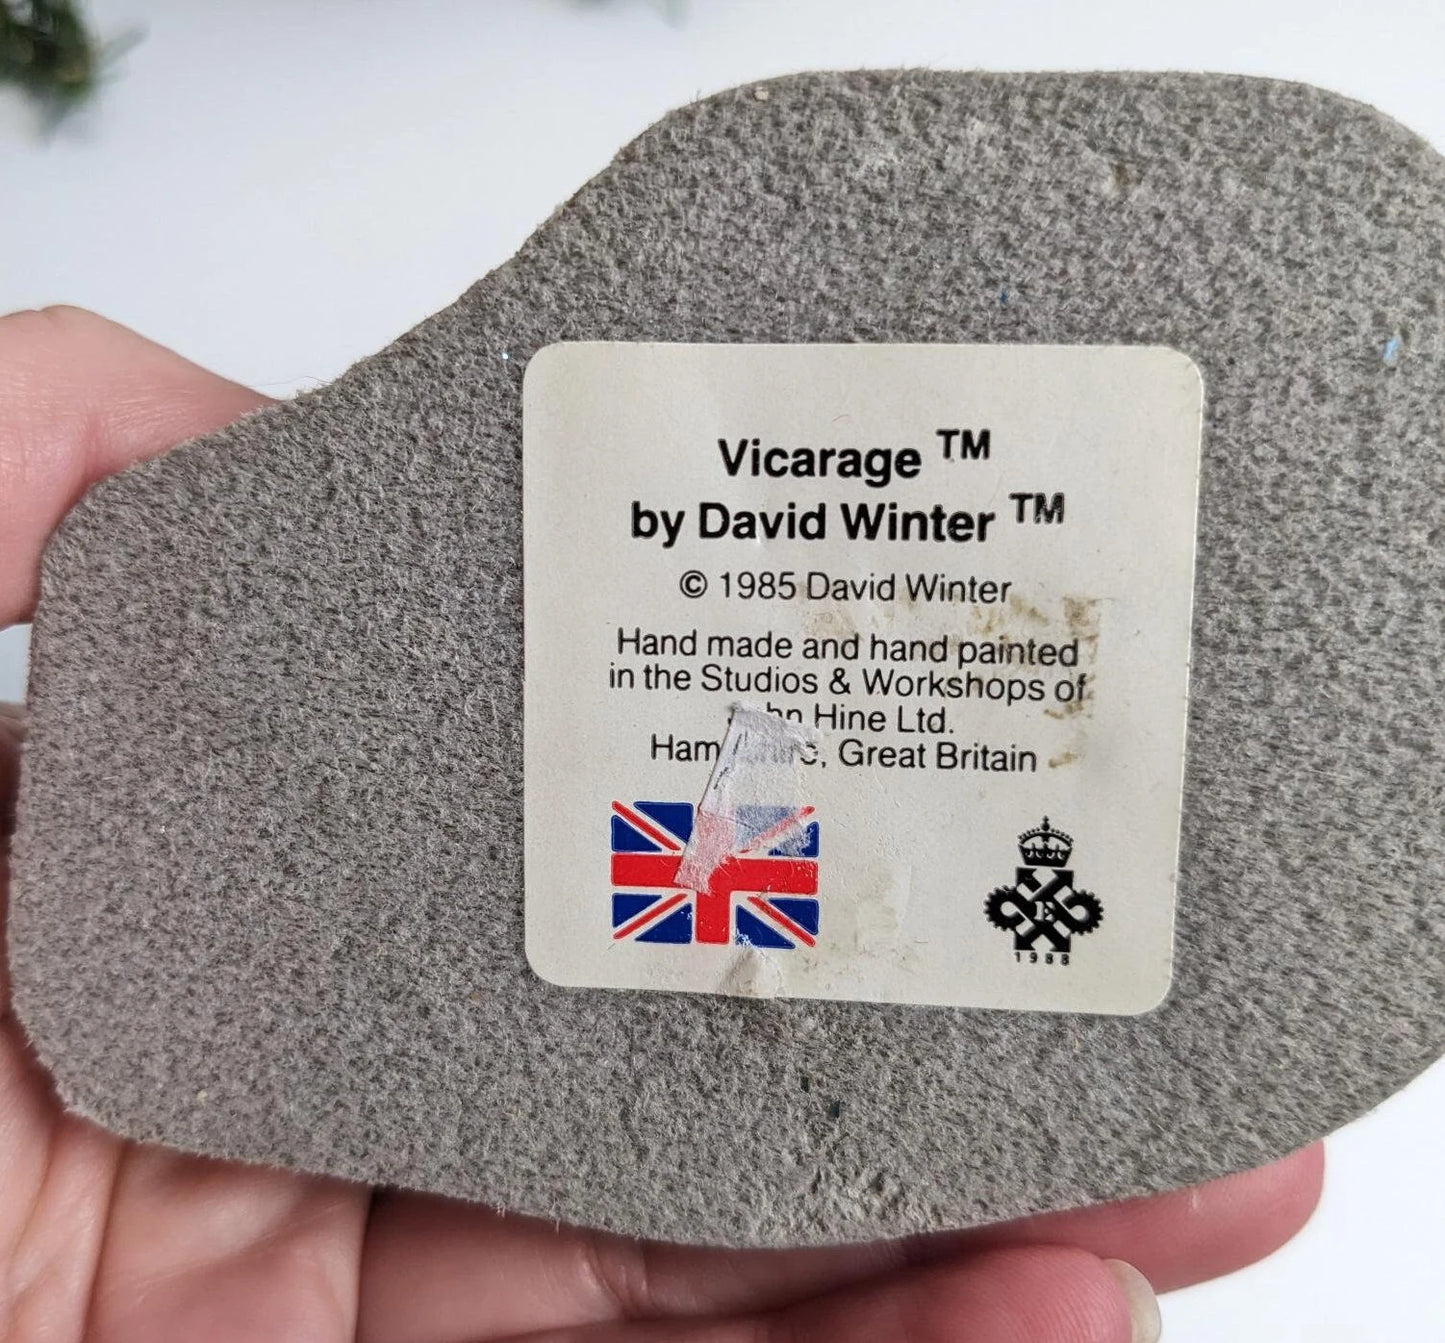 Vicarage ™
by David Winter ™
© 1985 David Winter
Hand made and hand painted
in the Studios & Workshops of
Hine Ltd.
Great Britain
E
1988